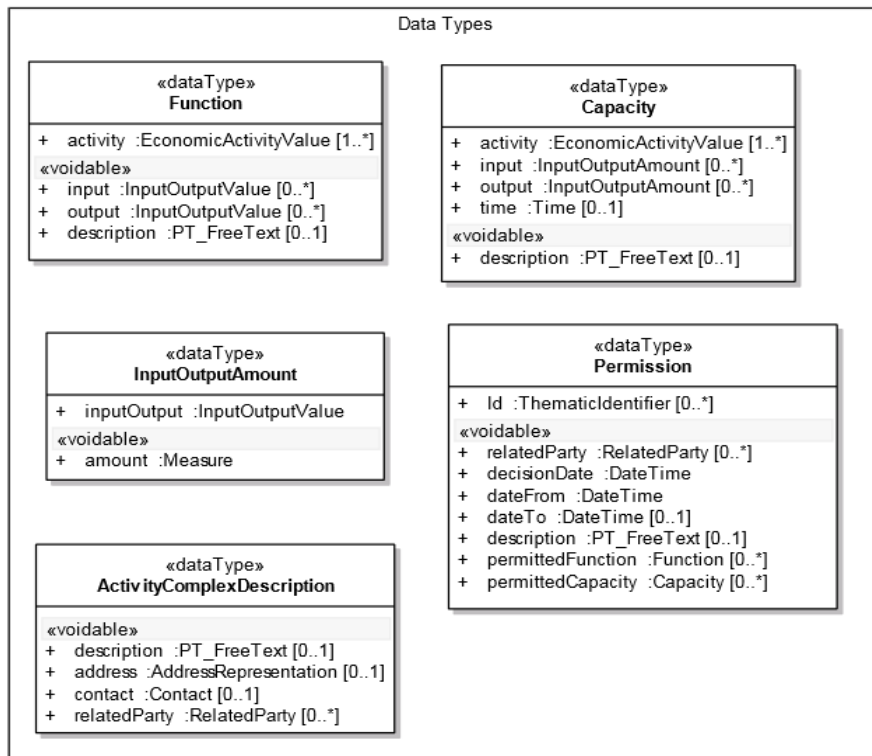 Data Types
«dataType»
Function
+ activity :EconomicActivityValue [1..*]
«voidable»
+ input :InputOutputValue [0..*]
+ output :InputOutputValue [0..*]
+ description :PT_FreeText [0..1]
«dataType»
Capacity
+ activity :EconomicActivityValue [1..*]
+ input :InputOutputAmount [0..*]
+ output :InputOutputAmount [0..*]
+ time :Time [0..1]
«voidable»
+ description :PT_FreeText [0..1]
«dataType»
InputOutputAmount
+ inputOutput :InputOutputValue
«voidable»
+ amount :Measure
«dataType»
Permission
+ Id :ThematicIdentifier [0..*]
«voidable»
+ relatedParty :RelatedParty [0..*]
+ decisionDate :DateTime
+ dateFrom :DateTime
+ dateTo :DateTime [0..1]
+ description :PT_FreeText [0..1]
+ permittedFunction :Function [0..*]
+ permittedCapacity :Capacity [0..*]
«dataType»
ActivityComplexDescription
«voidable»
+ description :PT_FreeText [0..1]
+ address :AddressRepresentation [0..1]
+ contact :Contact [0..1]
+ relatedParty :RelatedParty [0..*]